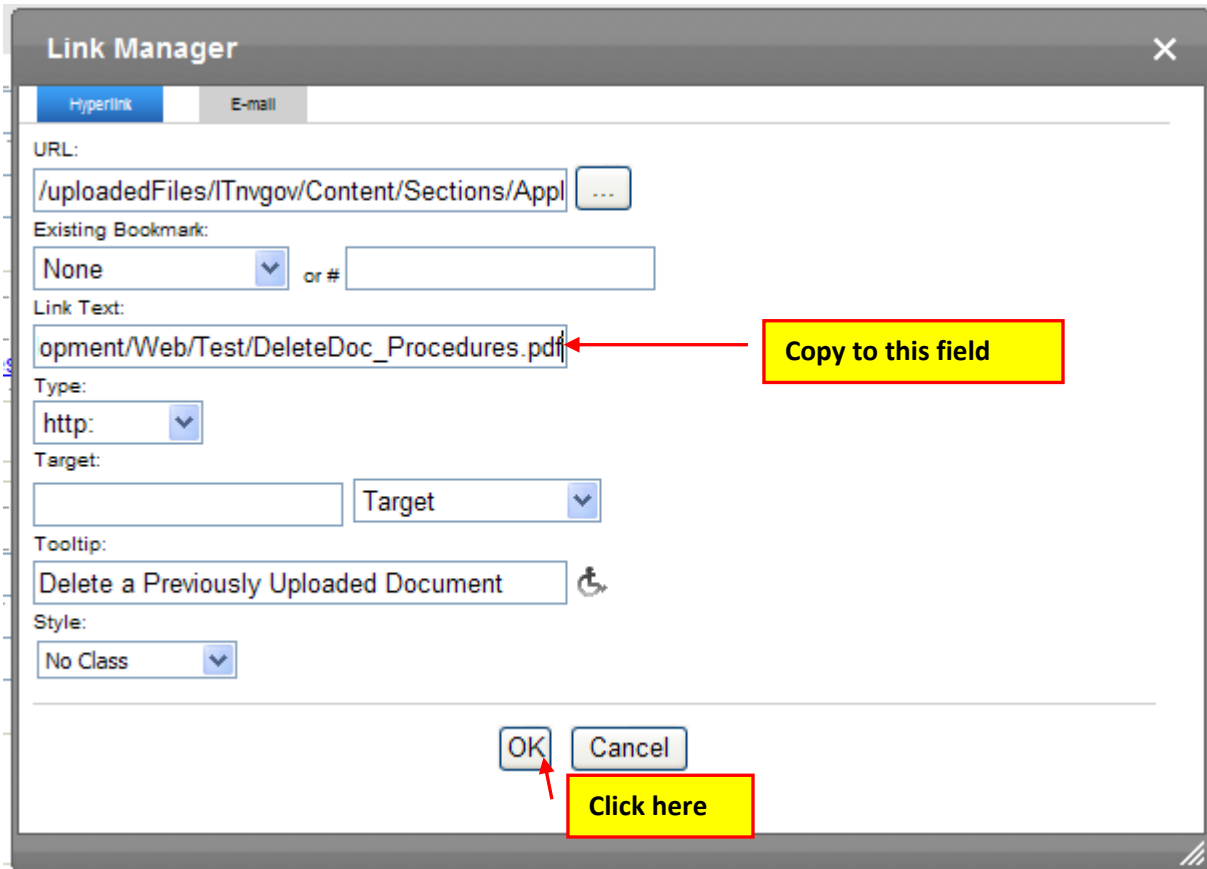 Link Manager
Hyperlink E-mail
URL:
/uploadedFiles/ITnvgov/Content/Sections/Appl ...
Existing Bookmark:
None or #
Link Text:
opment/Web/Test/DeleteDoc_Procedures.pdf Copy to this field
Type:
http:
Target:
Target
Tooltip:
Delete a Previously Uploaded Document
Style:
No Class
OK Cancel
Click here